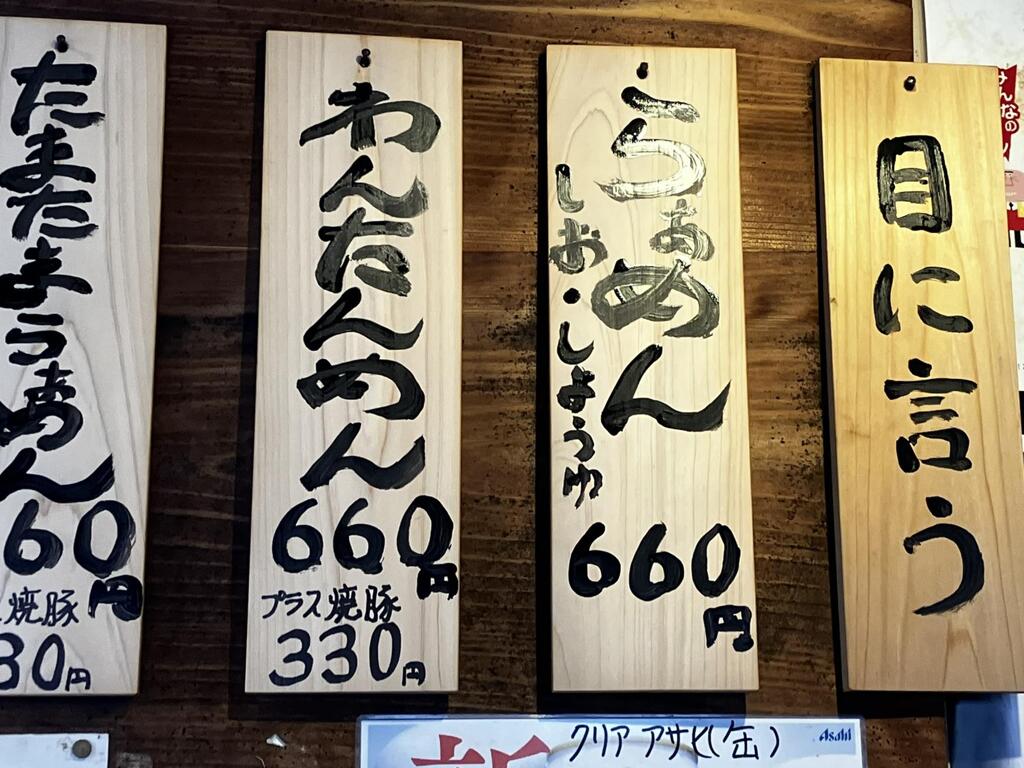 目に言う
らぁめん
しお・しょうゆ
660円
わんたんめん
660円
プラス焼豚
330円
たまたまらぁめん
60円
焼豚
30円
クリア アサヒ(缶)
Asahi